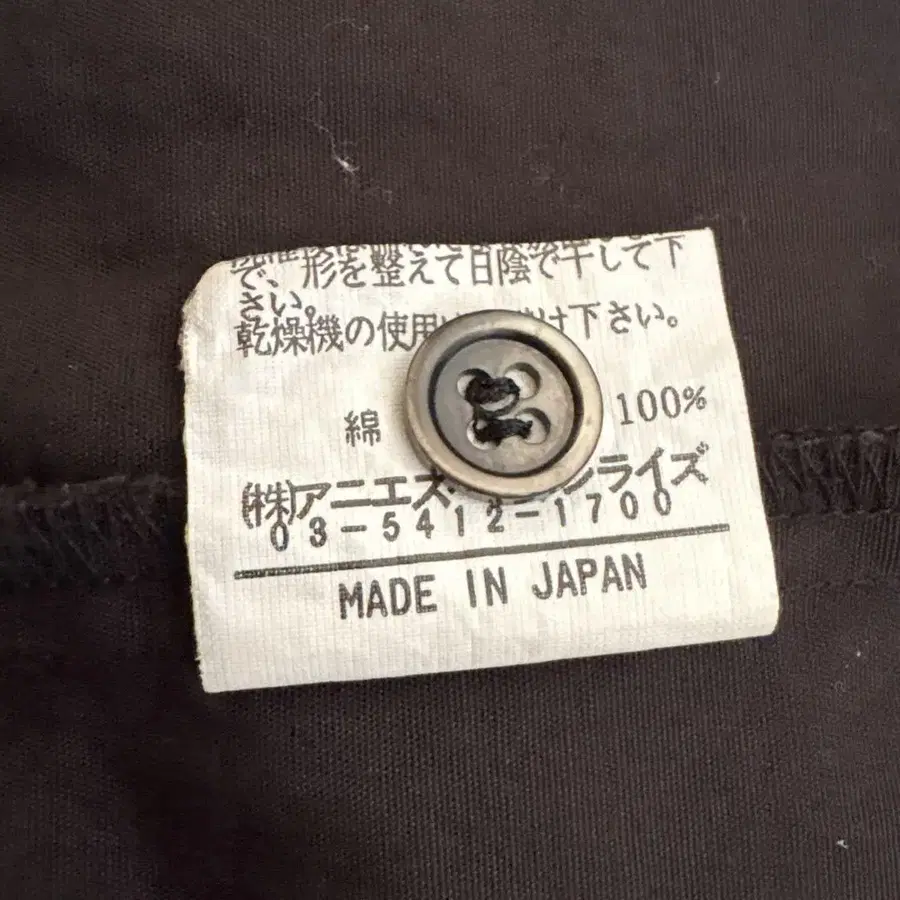 で、形を整えて日陰で干して下
さい。
乾燥機の使用は け下さい。
綿 100%
(株)アニエス ンライズ
03-5412-1700
MADE IN JAPAN